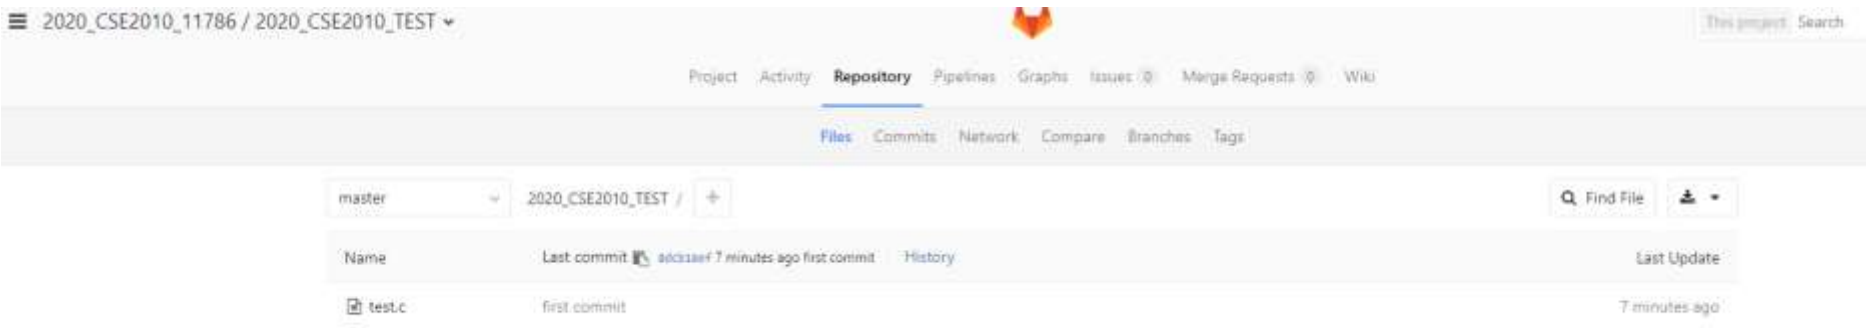 2020_CSE2010_11786 / 2020_CSE2010_TEST
This project Search
Project Activity Repository Pipelines Graphs Issues 0 Merge Requests 0 Wiki
Files Commits Network Compare Branches Tags
master 2020_CSE2010_TEST / + Find File
Name Last commit 7 minutes ago first commit History Last Update
test.c first commit 7 minutes ago